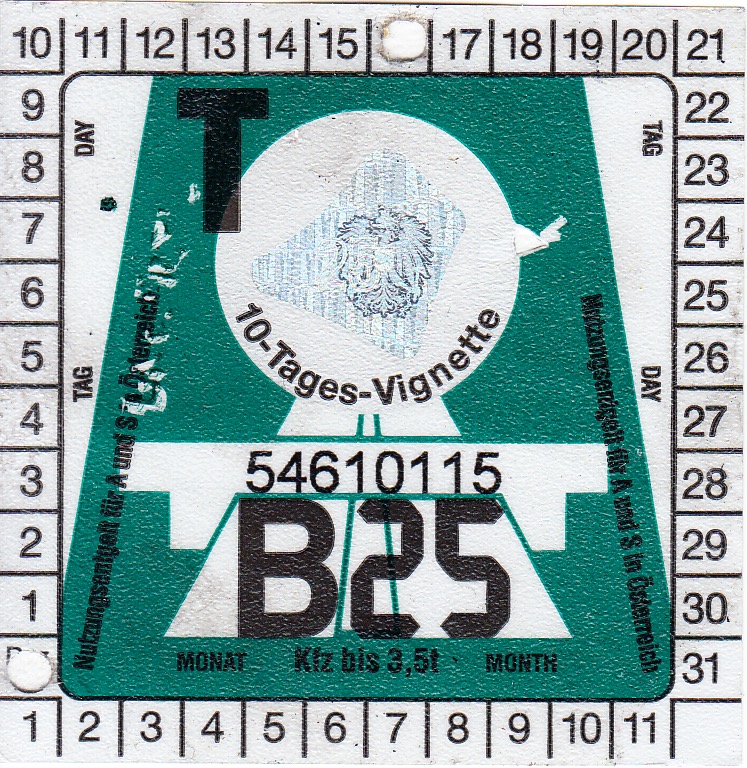 10 11 12 13 14 15 17 18 19 20 21
9 22
8 23
7 24
6 25
5 26
4 27
3 28
2 29
1 30
31
DAY
TAG
T
10-Tages-Vignette
TAG
DAY
Nutzungsentgelt für A und S in Österreich
Nutzungsentgelt für A und S in Österreich
54610115
B25
MONAT Kfz bis 3,5t MONTH
1 2 3 4 5 6 7 8 9 10 11